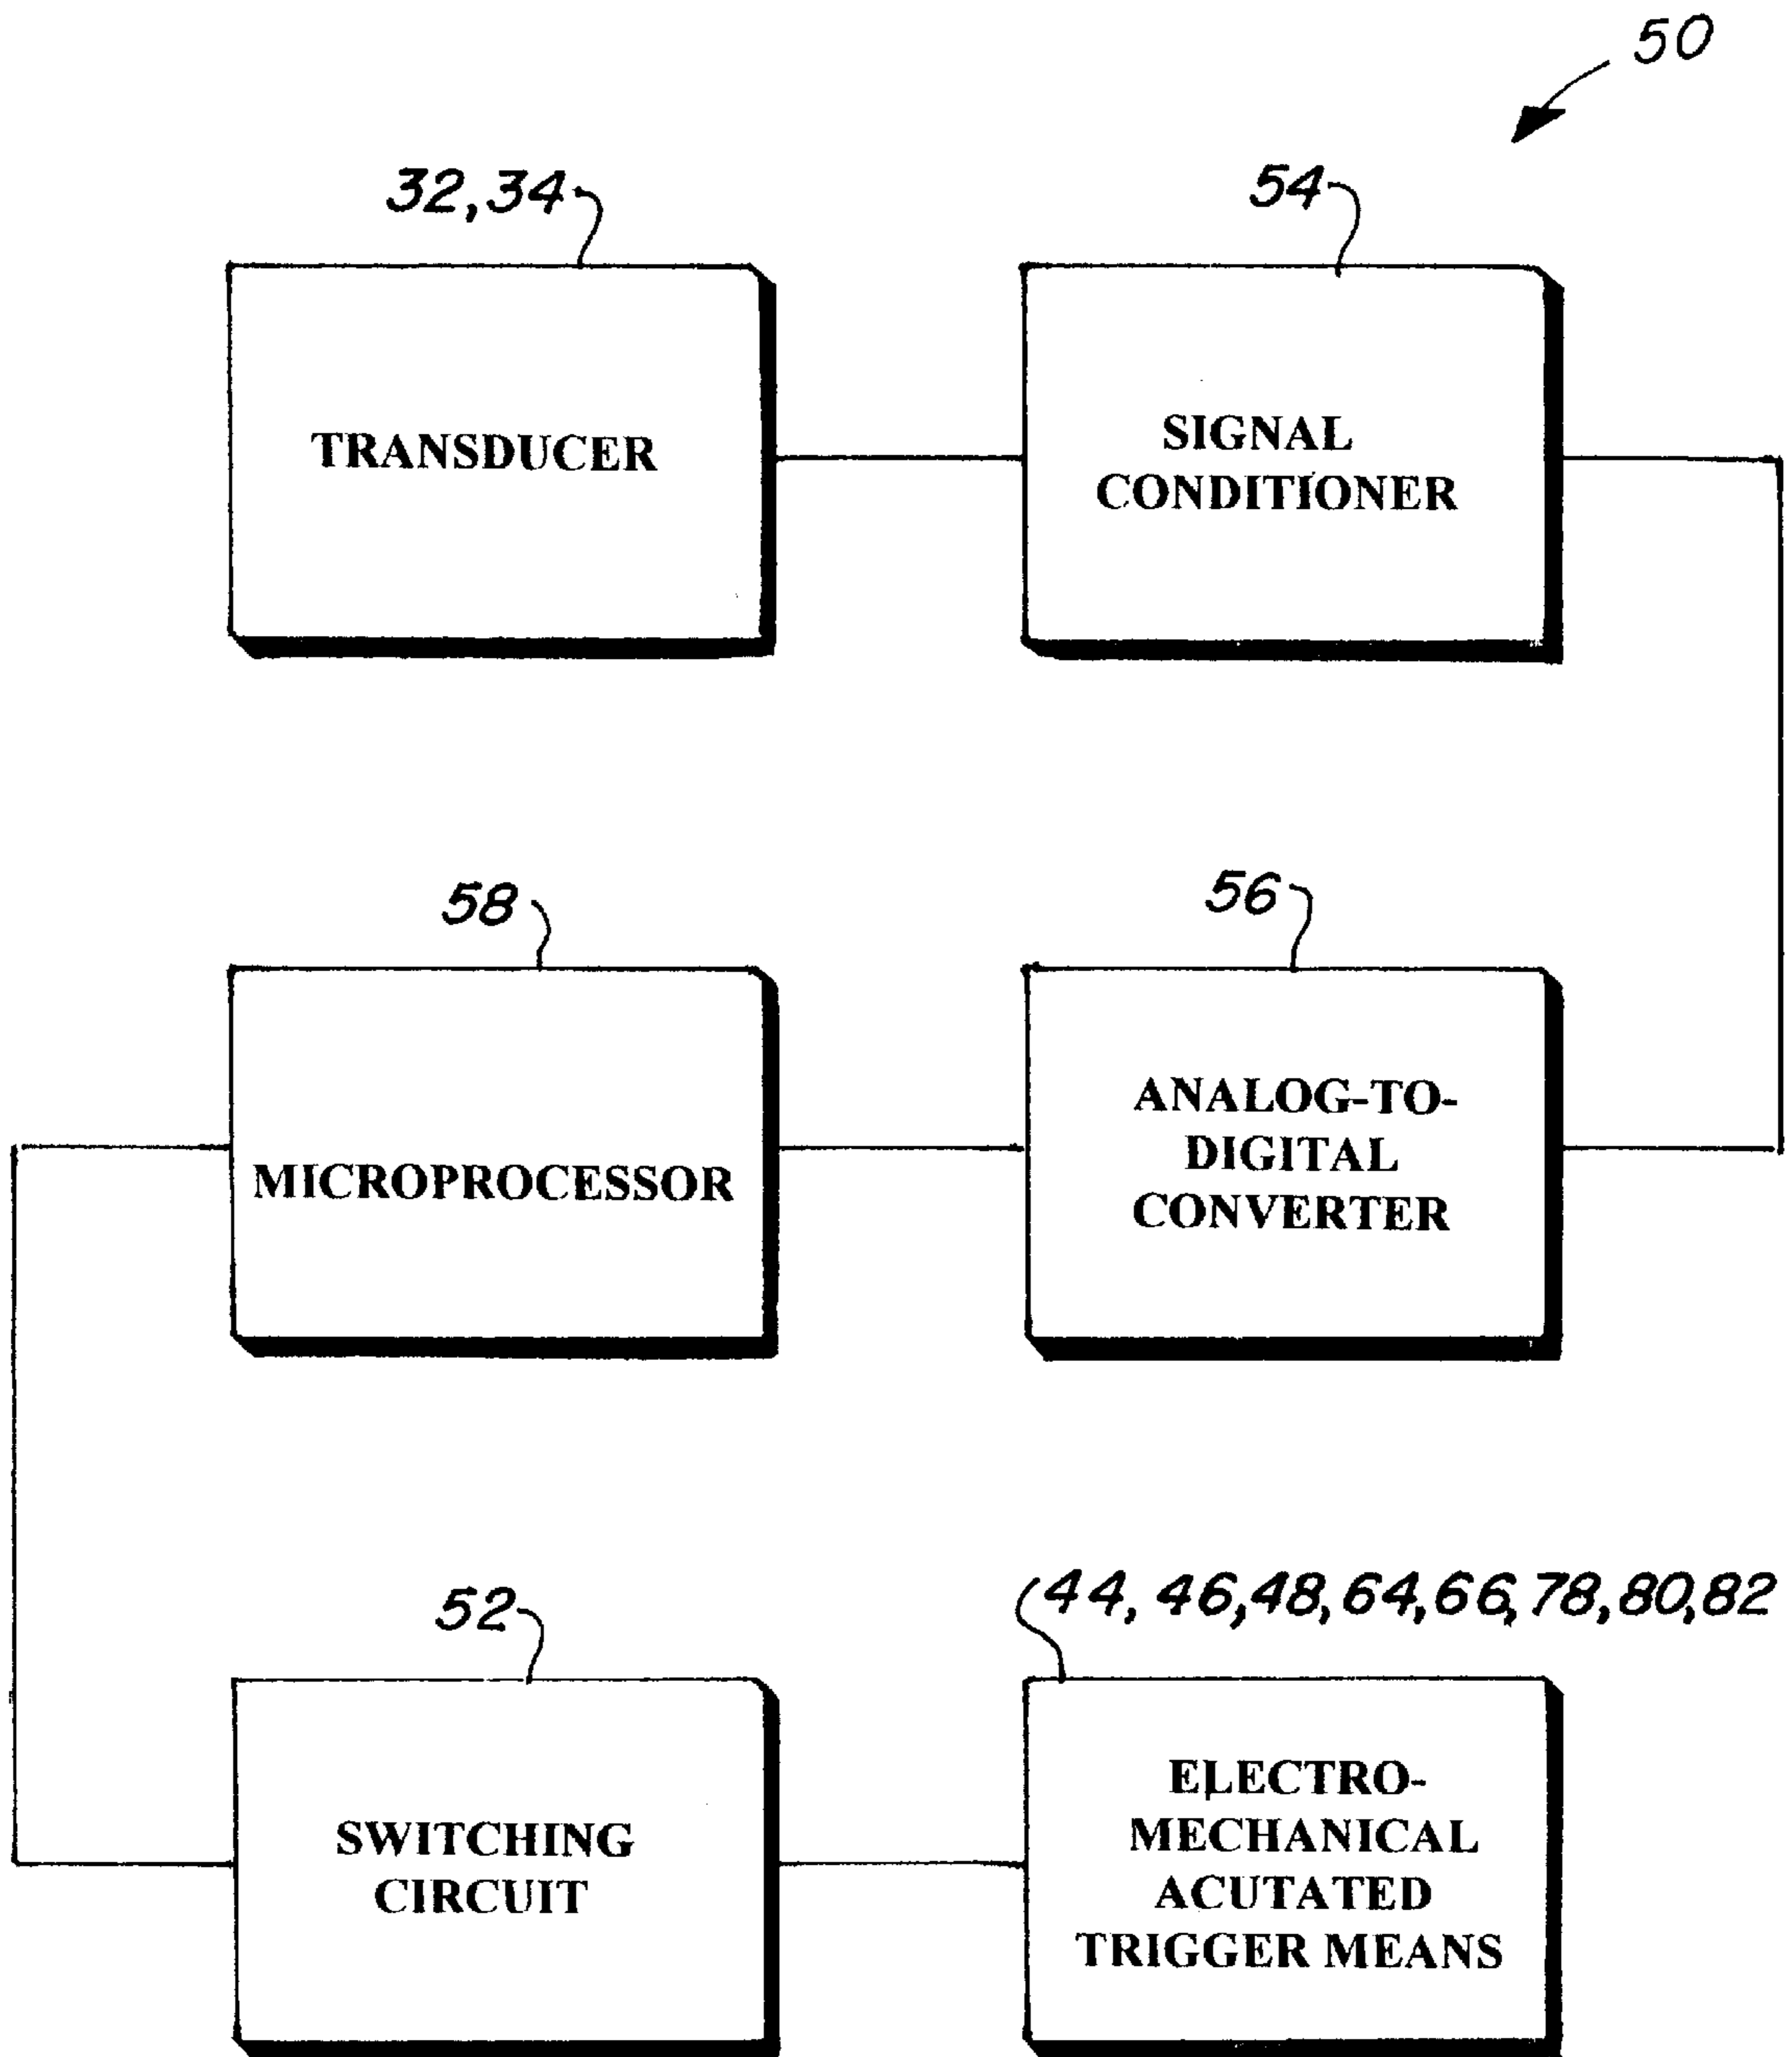 50
32, 34
54
TRANSDUCER
SIGNAL
CONDITIONER
58
56
MICROPROCESSOR
ANALOG-TO-
DIGITAL
CONVERTER
52
44, 46, 48, 64, 66, 78, 80, 82
SWITCHING
CIRCUIT
ELECTRO-
MECHANICAL
ACUTATED
TRIGGER MEANS